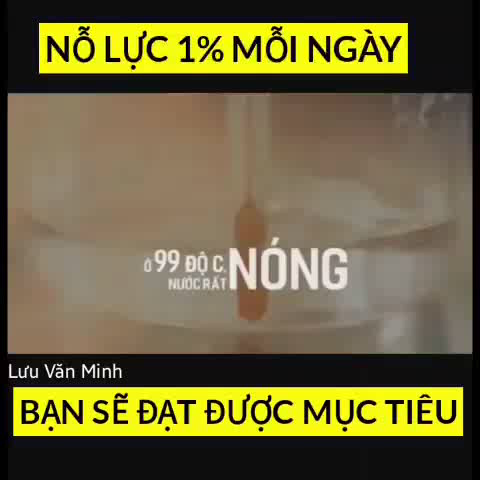 NỖ LỰC 1% MỖI NGÀY
Ở 99 ĐỘ C,
NƯỚC RẤT NÓNG
Lưu Văn Minh
BẠN SẼ ĐẠT ĐƯỢC MỤC TIÊU